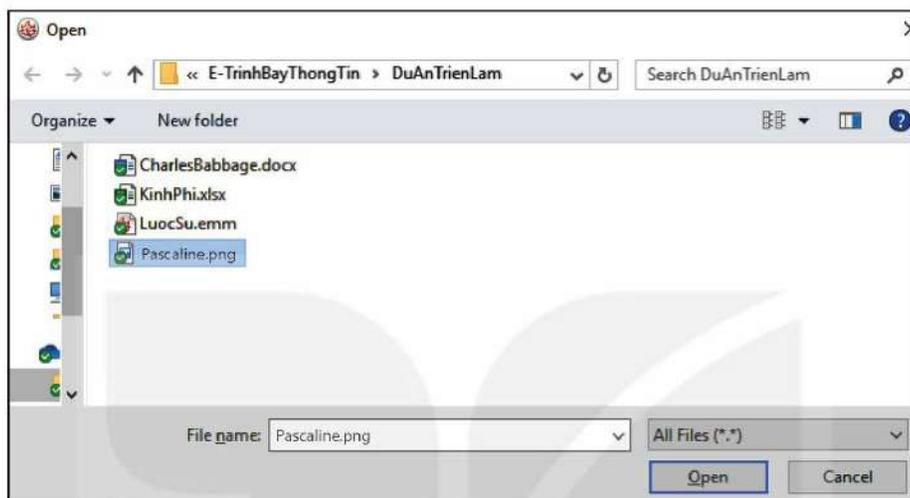 Open
« E-TrinhBayThongTin > DuAnTrienLam
Search DuAnTrienLam
Organize
New folder
CharlesBabbage.docx
KinhPhi.xlsx
LuocSu.emm
Pascaline.png
File name: Pascaline.png
All Files (*.*)
Open
Cancel